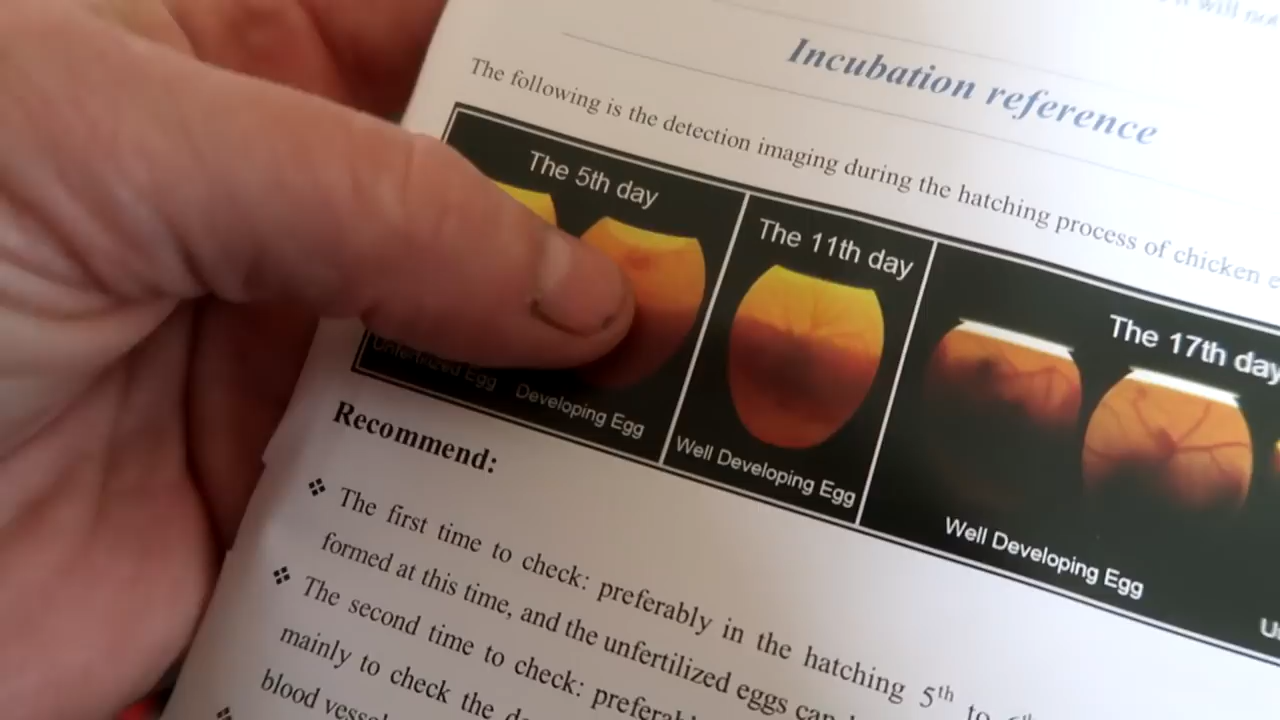 will
Incubation reference
The following is the detection imaging during the hatching process of chicken
The 5th day
The 11th day
The 17th day
Unfertilized Egg
Developing Egg
Well Developing Egg
Well Developing Egg
Recommend:
❖ The first time to check: preferably in the hatching 5th to
formed at this time, and the unfertilized eggs can
❖ The second time to check:
mainly to check the
blood